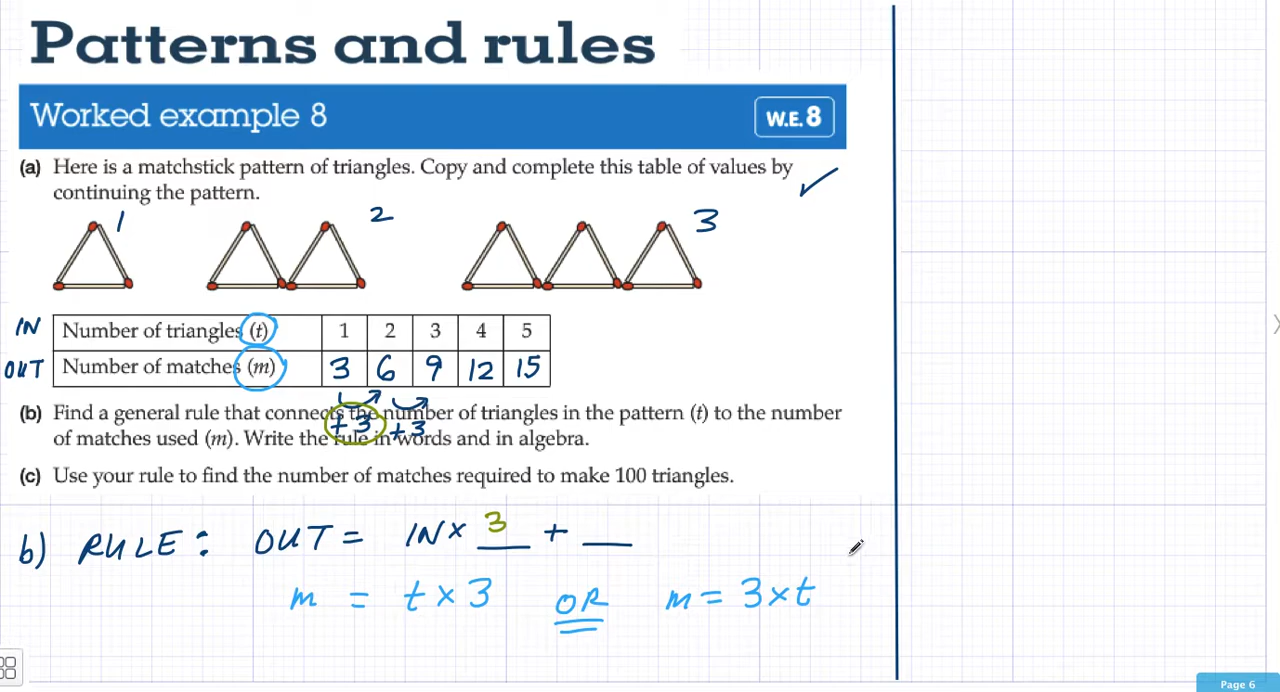 Patterns and rules
Worked example 8
W.E.8
(a) Here is a matchstick pattern of triangles. Copy and complete this table of values by
continuing the pattern.
1 2 3
IN Number of triangles (t) 1 2 3 4 5
OUT Number of matches (m) 3 6 9 12 15
(b) Find a general rule that connects the number of triangles in the pattern (t) to the number
+3 +3
of matches used (m). Write the rule in words and in algebra.
(c) Use your rule to find the number of matches required to make 100 triangles.
b) RULE: OUT = IN × 3 + __
m = t × 3 OR m = 3 × t
Page 6